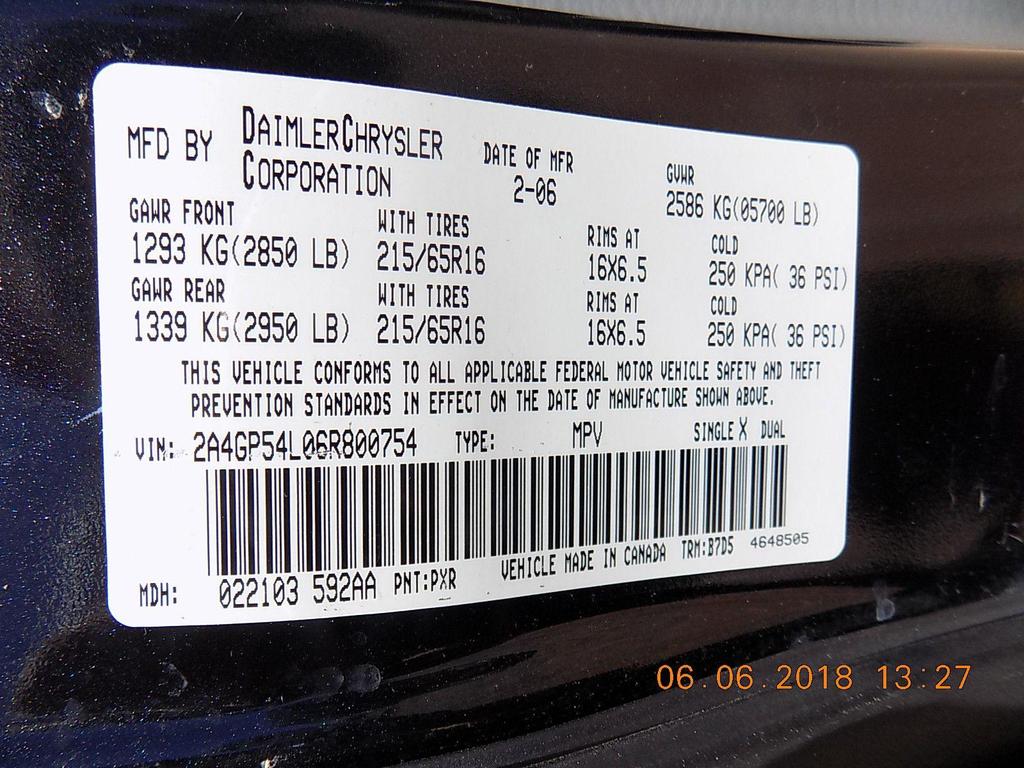 MFD BY DAIMLERCHRYSLER CORPORATION DATE OF MFR 2-06 GVWR 2586 KG(05700 LB)
GAWR FRONT WITH TIRES RIMS AT COLD
1293 KG(2850 LB) 215/65R16 16X6.5 250 KPA( 36 PSI)
GAWR REAR WITH TIRES RIMS AT COLD
1339 KG(2950 LB) 215/65R16 16X6.5 250 KPA( 36 PSI)
THIS VEHICLE CONFORMS TO ALL APPLICABLE FEDERAL MOTOR VEHICLE SAFETY AND THEFT
PREVENTION STANDARDS IN EFFECT ON THE DATE OF MANUFACTURE SHOWN ABOVE.
VIN: 2A4GP54L06R800754 TYPE: MPV SINGLE X DUAL
MDH: 022103 592AA PNT:PXR VEHICLE MADE IN CANADA TRM:B7D5 4648505
06.06.2018 13:27